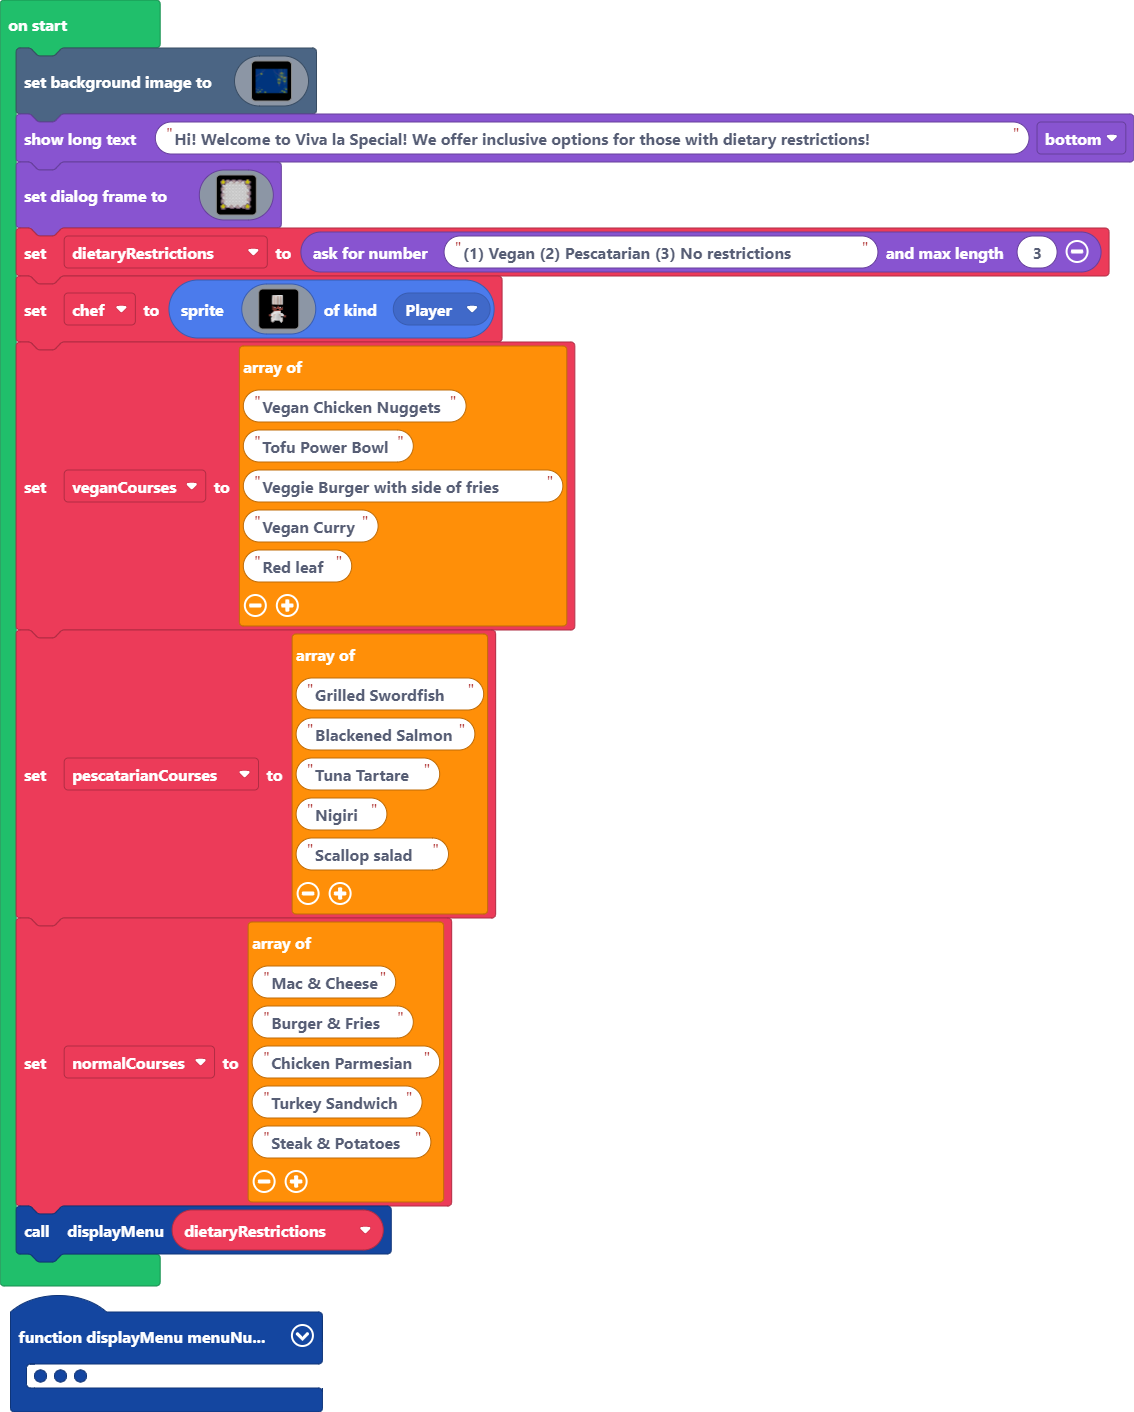 on start
set background image to
show long text "Hi! Welcome to Viva la Special! We offer inclusive options for those with dietary restrictions!" bottom
set dialog frame to
set dietaryRestrictions to ask for number "(1) Vegan (2) Pescatarian (3) No restrictions" and max length 3
set chef to sprite of kind Player
array of
"Vegan Chicken Nuggets"
"Tofu Power Bowl"
set veganCourses to "Veggie Burger with side of fries"
"Vegan Curry"
"Red leaf"
array of
"Grilled Swordfish"
"Blackened Salmon"
set pescatarianCourses to "Tuna Tartare"
"Nigiri"
"Scallop salad"
array of
"Mac & Cheese"
"Burger & Fries"
set normalCourses to "Chicken Parmesian"
"Turkey Sandwich"
"Steak & Potatoes"
call displayMenu dietaryRestrictions
function displayMenu menuNu...